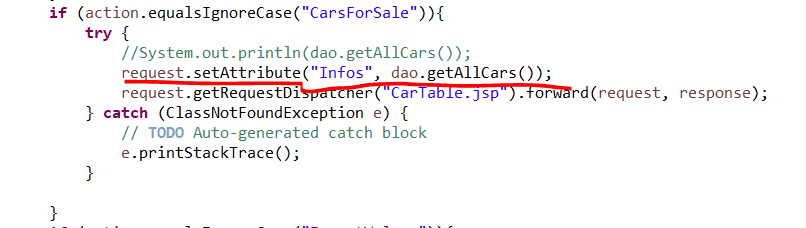 if (action.equalsIgnoreCase("CarsForSale")){
try {
//System.out.println(dao.getAllCars());
request.setAttribute("Infos", dao.getAllCars());
request.getRequestDispatcher("CarTable.jsp").forward(request, response);
} catch (ClassNotFoundException e) {
// TODO Auto-generated catch block
e.printStackTrace();
}
}